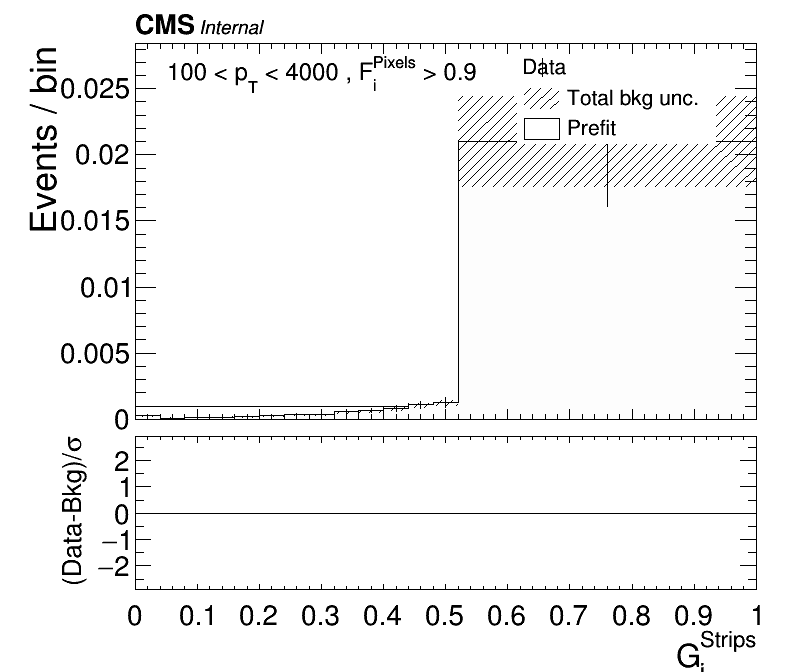 CMS Internal
100 < p_T < 4000 , F_i^Pixels > 0.9
Data
Total bkg unc.
Prefit
Events / bin
0.025
0.02
0.015
0.01
0.005
0
(Data-Bkg)/σ
2
1
0
−1
−2
0 0.1 0.2 0.3 0.4 0.5 0.6 0.7 0.8 0.9 1
G_i^Strips